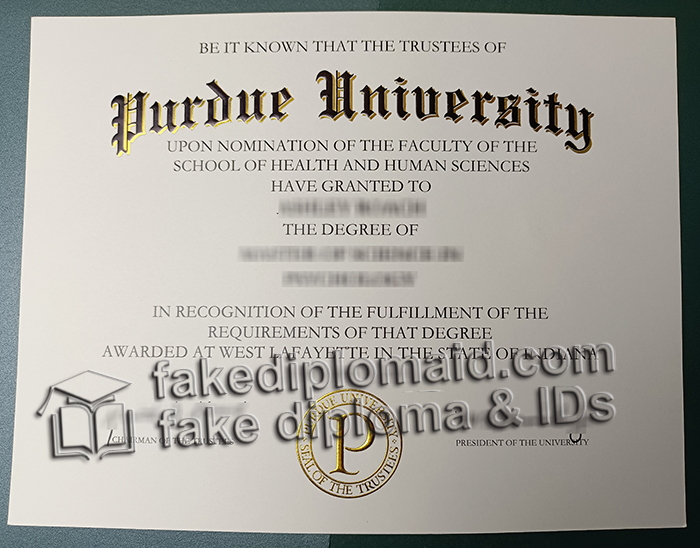 BE IT KNOWN THAT THE TRUSTEES OF
Purdue University
UPON NOMINATION OF THE FACULTY OF THE
SCHOOL OF HEALTH AND HUMAN SCIENCES
HAVE GRANTED TO
THE DEGREE OF
IN RECOGNITION OF THE FULFILLMENT OF THE
REQUIREMENTS OF THAT DEGREE
AWARDED AT WEST LAFAYETTE IN THE STATE OF INDIANA
fakediplomaid.com
fake diploma & IDs
CHAIRMAN OF THE TRUSTEES
PURDUE UNIVERSITY
P
SEAL OF THE TRUSTEES
PRESIDENT OF THE UNIVERSITY